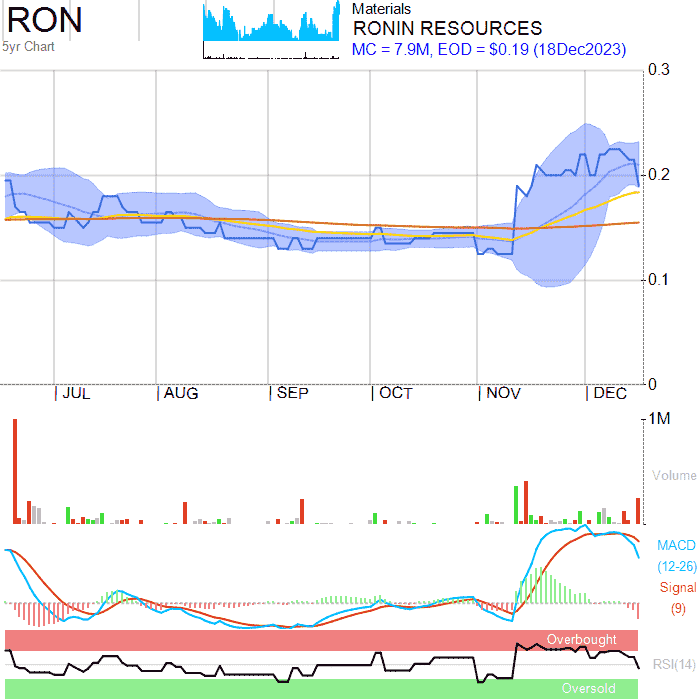 RON
5yr Chart
Materials
RONIN RESOURCES
MC = 7.9M, EOD = $0.19 (18Dec2023)
0.3
0.2
0.1
0
JUL AUG SEP OCT NOV DEC
1M
Volume
MACD
(12-26)
Signal
(9)
Overbought
RSI(14)
Oversold